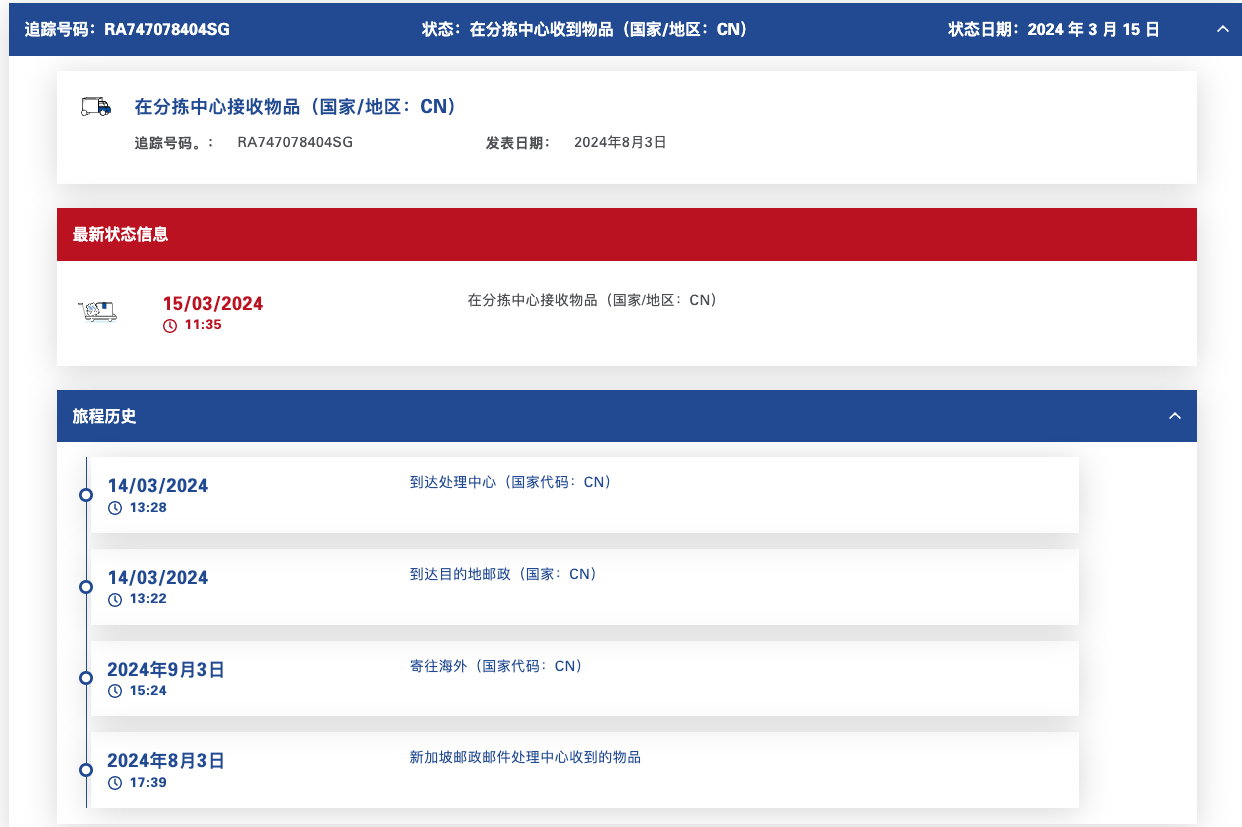 追踪号码：RA747078404SG 状态：在分拣中心收到物品（国家/地区：CN） 状态日期：2024 年 3 月 15 日
在分拣中心接收物品（国家/地区：CN）
追踪号码。： RA747078404SG 发表日期： 2024年8月3日
最新状态信息
15/03/2024 在分拣中心接收物品（国家/地区：CN）
11:35
旅程历史
14/03/2024 到达处理中心（国家代码：CN）
13:28
14/03/2024 到达目的地邮政（国家：CN）
13:22
2024年9月3日 寄往海外（国家代码：CN）
15:24
2024年8月3日 新加坡邮政邮件处理中心收到的物品
17:39